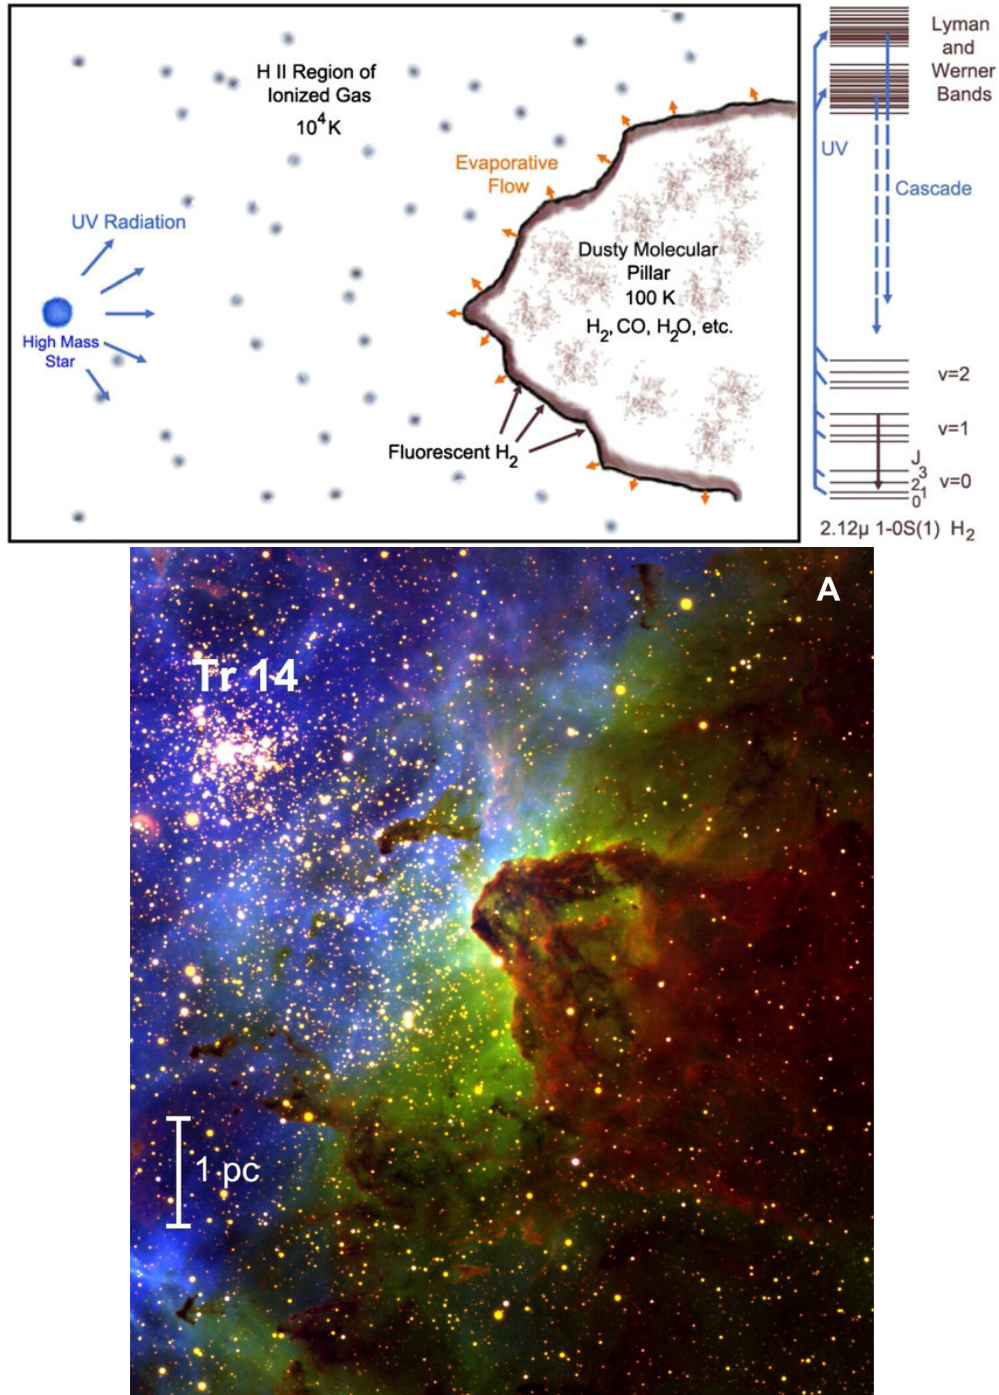 H II Region of
Ionized Gas
10⁴ K
Evaporative
Flow
UV Radiation
High Mass
Star
Dusty Molecular
Pillar
100 K
H₂, CO, H₂O, etc.
Fluorescent H₂
Lyman
and
Werner
Bands
UV
Cascade
v=2
v=1
J
3
2
1
0
v=0
2.12μ 1-0S(1) H₂
A
Tr 14
1 pc